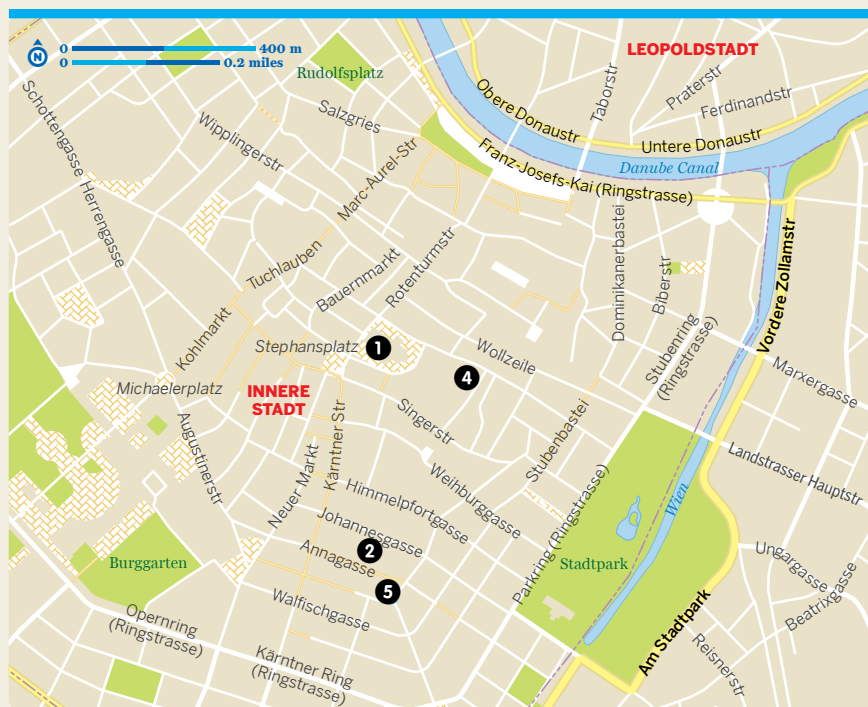 N
0 400 m
0 0.2 miles
LEOPOLDSTADT
Rudolfsplatz
Salzgries
Schottengasse
Wipplingerstr
Herrengasse
Marc-Aurel-Str
Obere Donaustr
Taborstr
Praterstr
Ferdinandstr
Untere Donaustr
Danube Canal
Franz-Josefs-Kai (Ringstrasse)
Tuchlauben
Bauernmarkt
Rotenturmstr
Dominikanerbastei
Biberstr
Stubenring
(Ringstrasse)
Vordere Zollamstr
Marxergasse
Kohlmarkt
Stephansplatz
1
Wollzeile
4
Michaelerplatz
INNERE
STADT
Augustinerstr
Kärntner Str
Singerstr
Stubenbastei
Neuer Markt
Weihburggasse
Himmelpfortgasse
Johannesgasse
2
Annagasse
5
Walfischgasse
Parkring (Ringstrasse)
Landstrasser Hauptstr
Wien
Stadtpark
Ungargasse
Beatrixgasse
Am Stadtpark
Reisnerstr
Burggarten
Opernring
(Ringstrasse)
Kärntner Ring
(Ringstrasse)